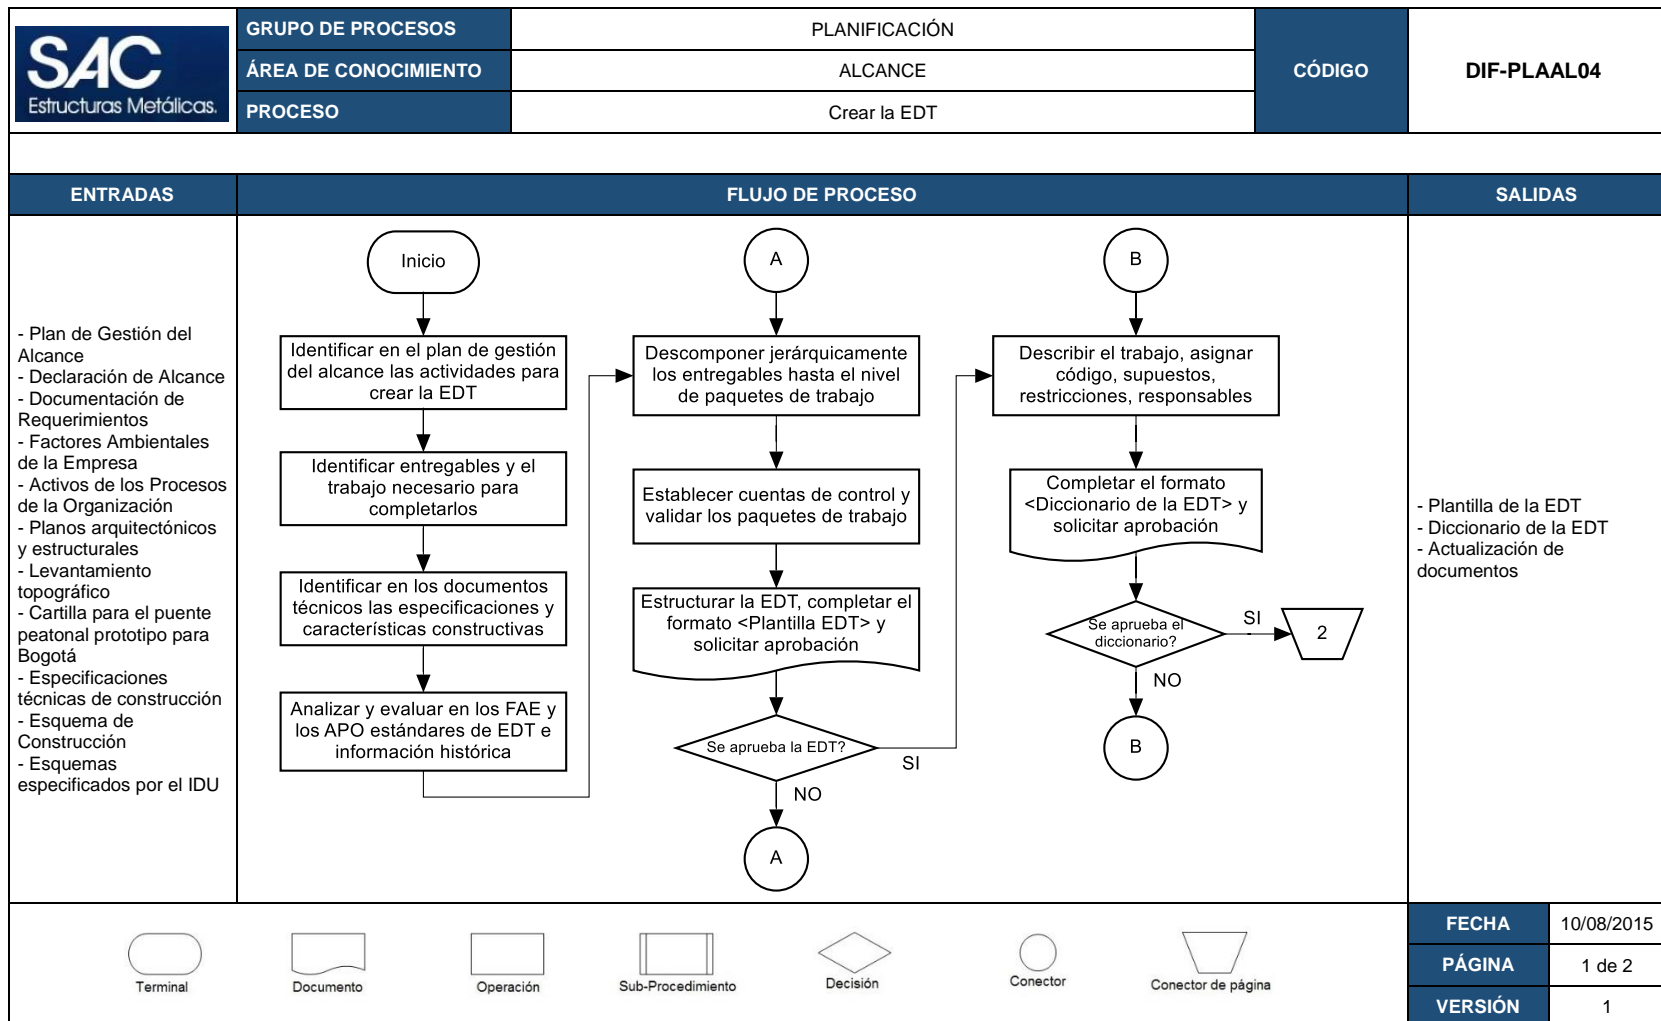 SAC
Estructuras Metálicas.
GRUPO DE PROCESOS
PLANIFICACIÓN
ÁREA DE CONOCIMIENTO
ALCANCE
PROCESO
Crear la EDT
CÓDIGO
DIF-PLAAL04
ENTRADAS
FLUJO DE PROCESO
SALIDAS
- Plan de Gestión del
Alcance
- Declaración de Alcance
- Documentación de
Requerimientos
- Factores Ambientales
de la Empresa
- Activos de los Procesos
de la Organización
- Planos arquitectónicos
y estructurales
- Levantamiento
topográfico
- Cartilla para el puente
peatonal prototipo para
Bogotá
- Especificaciones
técnicas de construcción
- Esquema de
Construcción
- Esquemas
especificados por el IDU
Inicio
Identificar en el plan de gestión
del alcance las actividades para
crear la EDT
Identificar entregables y el
trabajo necesario para
completarlos
Identificar en los documentos
técnicos las especificaciones y
características constructivas
Analizar y evaluar en los FAE y
los APO estándares de EDT e
información histórica
A
Descomponer jerárquicamente
los entregables hasta el nivel
de paquetes de trabajo
Establecer cuentas de control y
validar los paquetes de trabajo
Estructurar la EDT, completar el
formato <Plantilla EDT> y
solicitar aprobación
Se aprueba la EDT?
SI
NO
A
B
Describir el trabajo, asignar
código, supuestos,
restricciones, responsables
Completar el formato
<Diccionario de la EDT> y
solicitar aprobación
Se aprueba el
diccionario?
SI
2
NO
B
- Plantilla de la EDT
- Diccionario de la EDT
- Actualización de
documentos
Terminal
Documento
Operación
Sub-Procedimiento
Decisión
Conector
Conector de página
FECHA
10/08/2015
PÁGINA
1 de 2
VERSIÓN
1